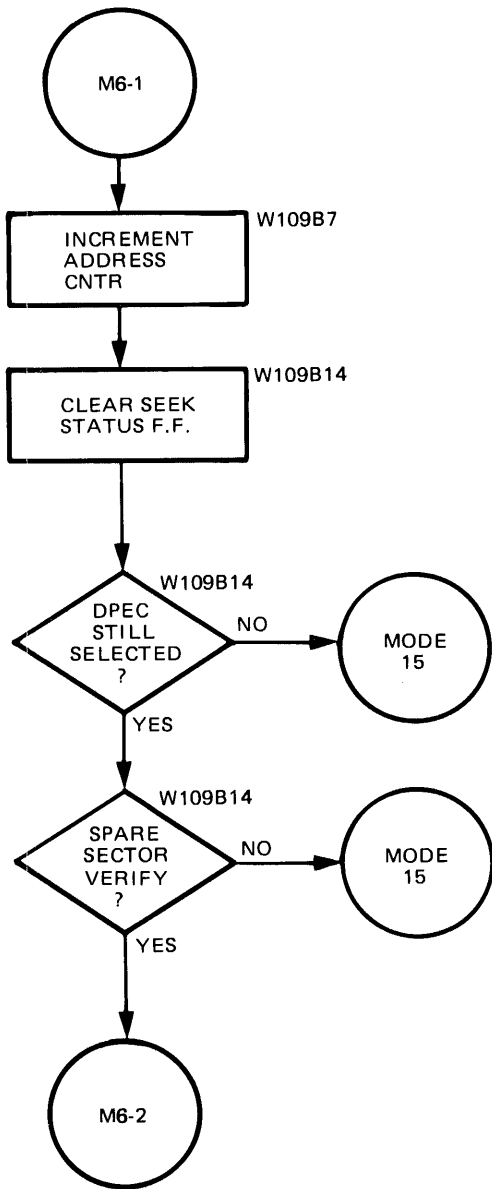 M6-1
W109B7
INCREMENT
ADDRESS
CNTR
W109B14
CLEAR SEEK
STATUS F.F.
W109B14
DPEC
STILL
SELECTED
?
NO
MODE
15
YES
W109B14
SPARE
SECTOR
VERIFY
?
NO
MODE
15
YES
M6-2